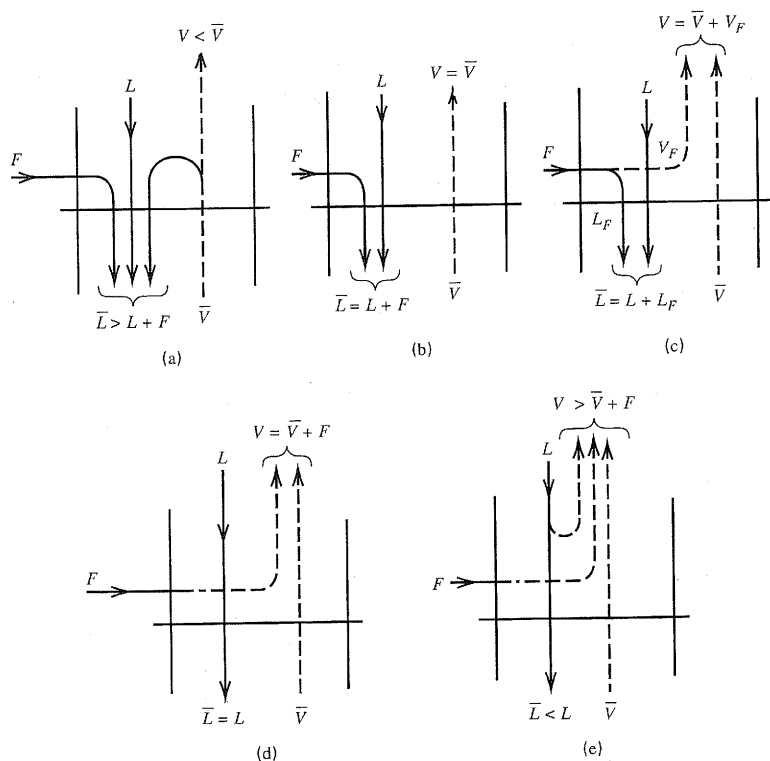 V < V̅
L
F
L̅ > L + F
V̅
(a)
V = V̅
L
F
L̅ = L + F
V̅
(b)
V = V̅ + V_F
L
F
V_F
L_F
L̅ = L + L_F
V̅
(c)
V = V̅ + F
L
F
L̅ = L
V̅
(d)
V > V̅ + F
L
F
L̅ < L
V̅
(e)